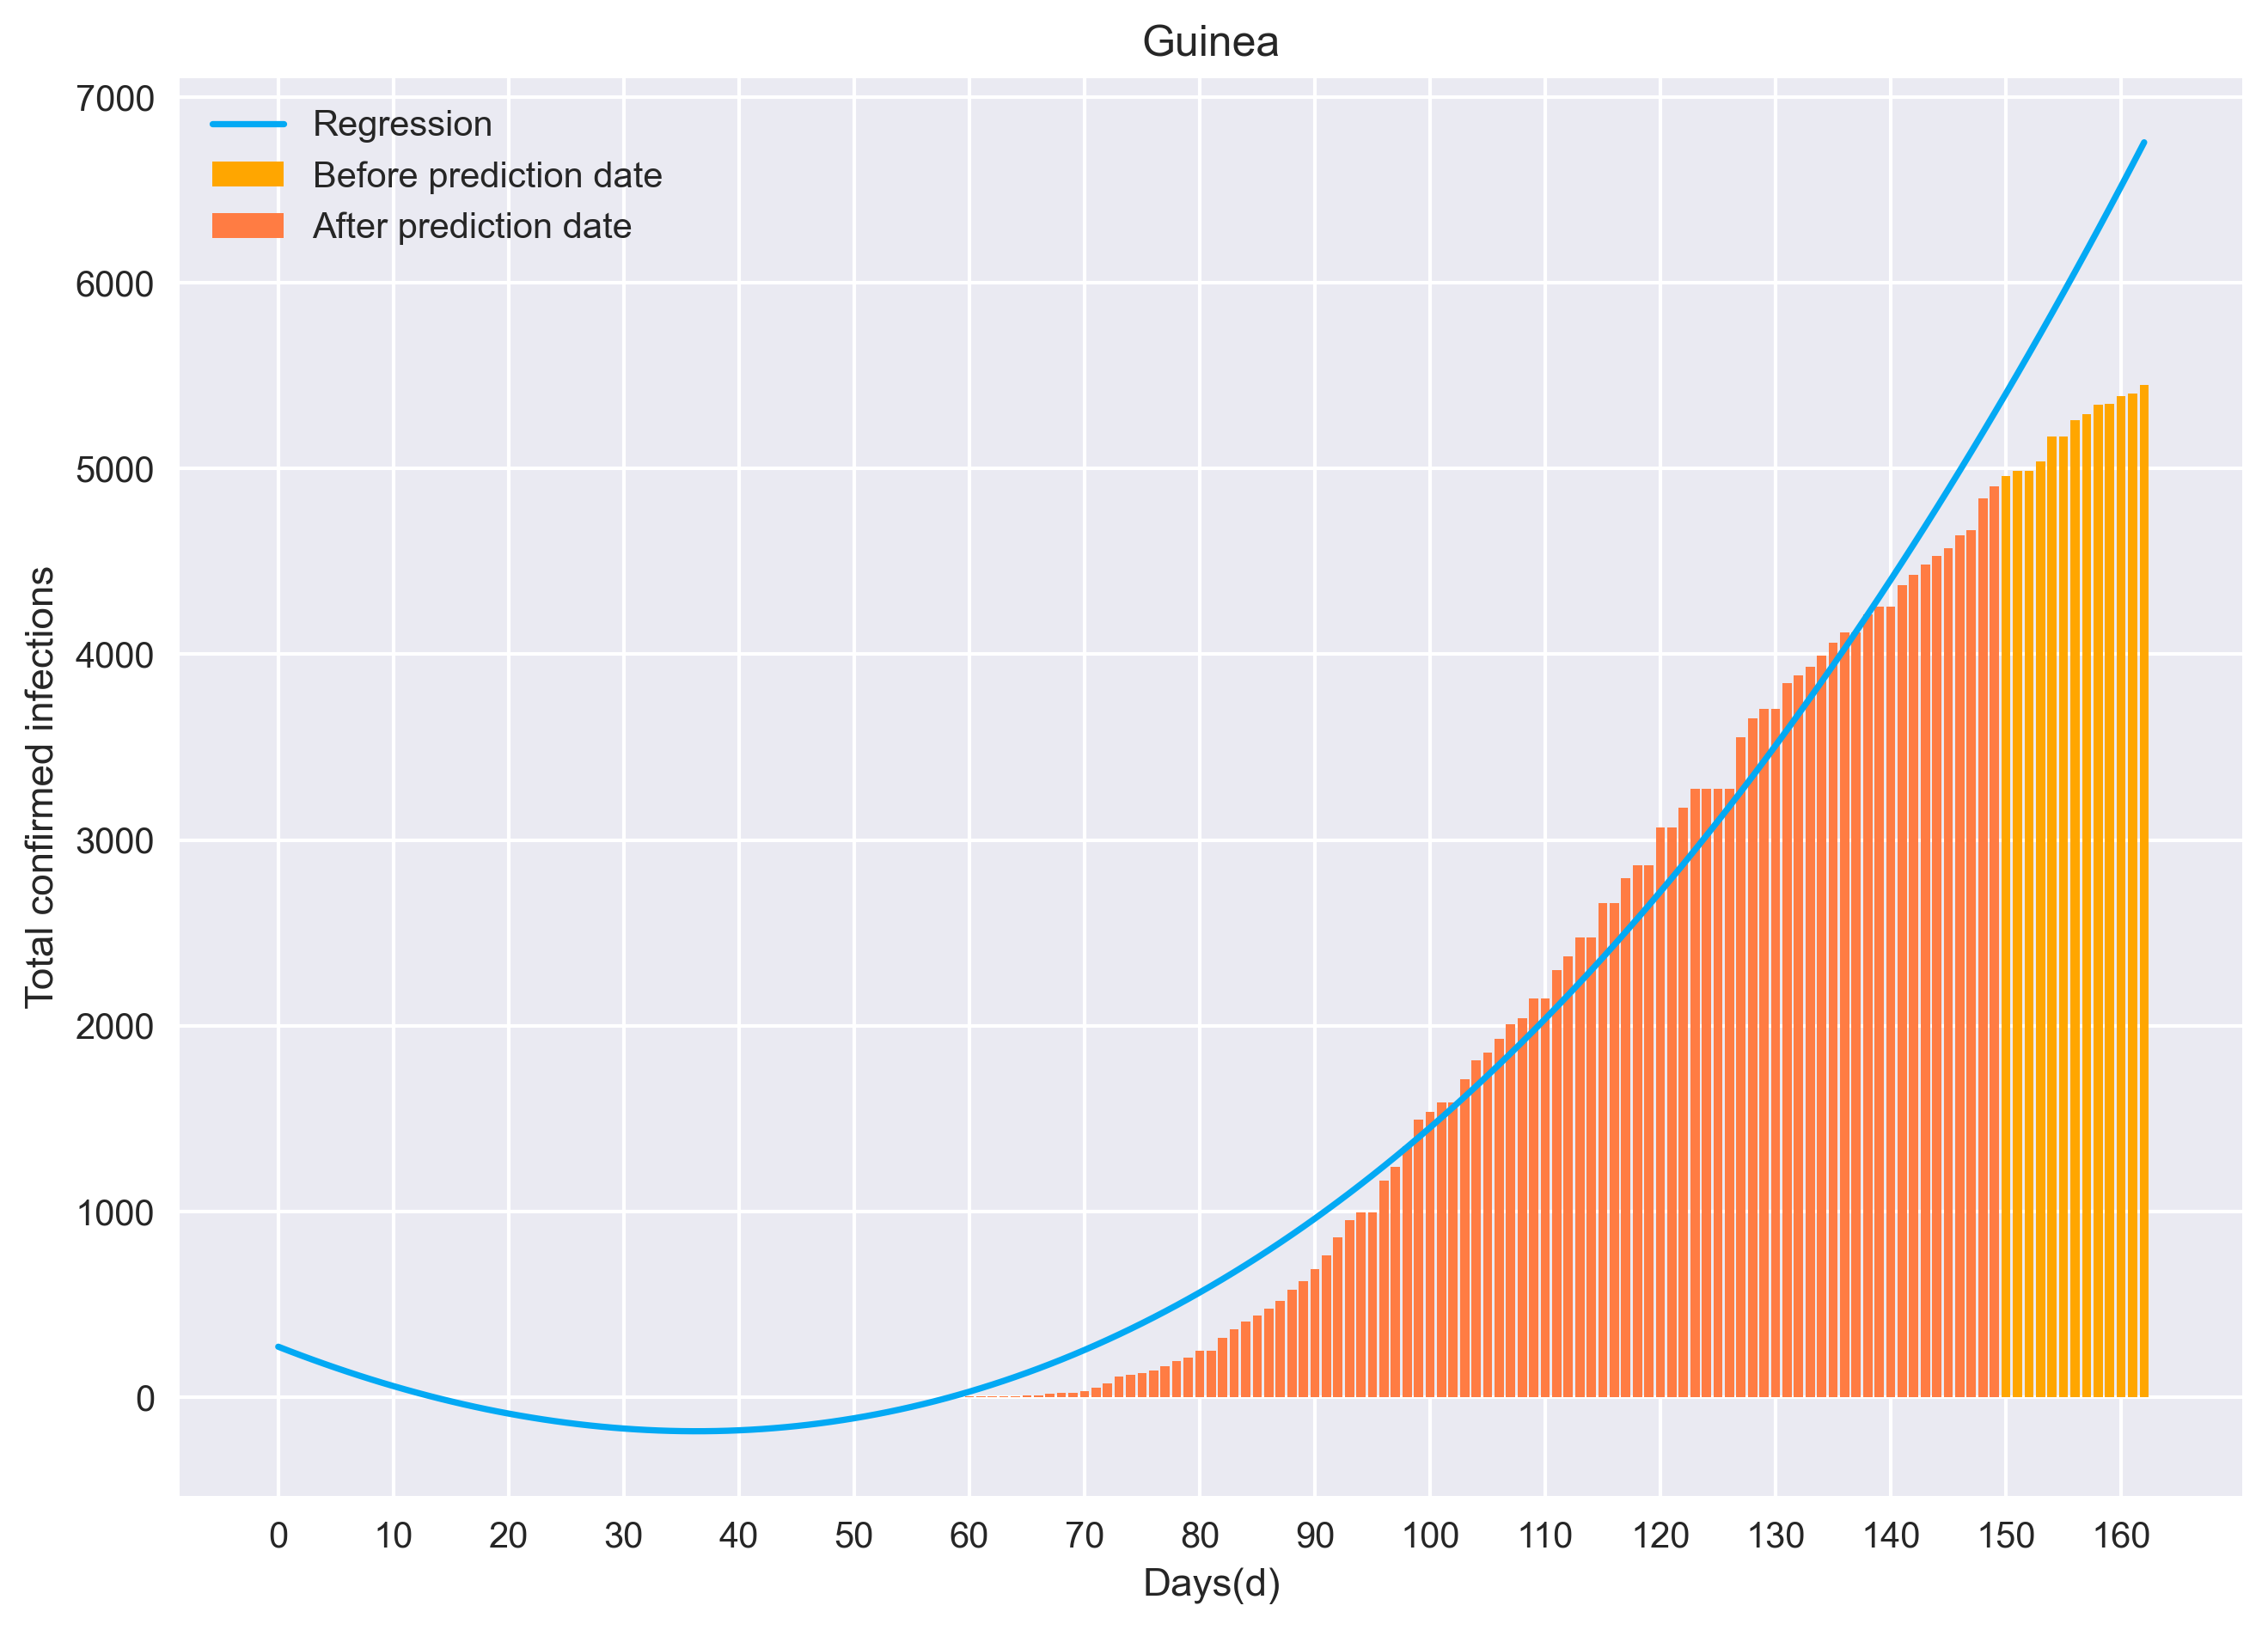 Guinea
Regression
Before prediction date
After prediction date
Total confirmed infections
7000
6000
5000
4000
3000
2000
1000
0
0 10 20 30 40 50 60 70 80 90 100 110 120 130 140 150 160
Days(d)